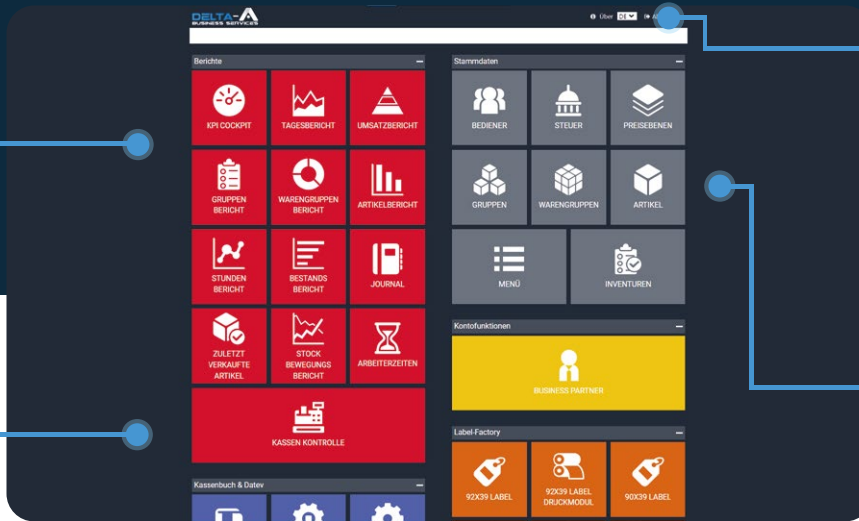 DELTA-A
BUSINESS SERVICES
Über
DE
Berichte
KPI COCKPIT
TAGESBERICHT
UMSATZBERICHT
GRUPPEN
BERICHT
WARENGRUPPEN
BERICHT
ARTIKELBERICHT
STUNDEN
BERICHT
BESTANDS
BERICHT
JOURNAL
ZULETZT
VERKAUFTE
ARTIKEL
STOCK
BEWEGUNGS
BERICHT
ARBEITERZEITEN
KASSEN KONTROLLE
Kassenbuch & Datev
Stammdaten
BEDIENER
STEUER
PREISEBENEN
GRUPPEN
WARENGRUPPEN
ARTIKEL
MENÜ
INVENTUREN
Kontofunktionen
BUSINESS PARTNER
Label-Factory
92X39 LABEL
92X39 LABEL
DRUCKMODUL
90X39 LABEL